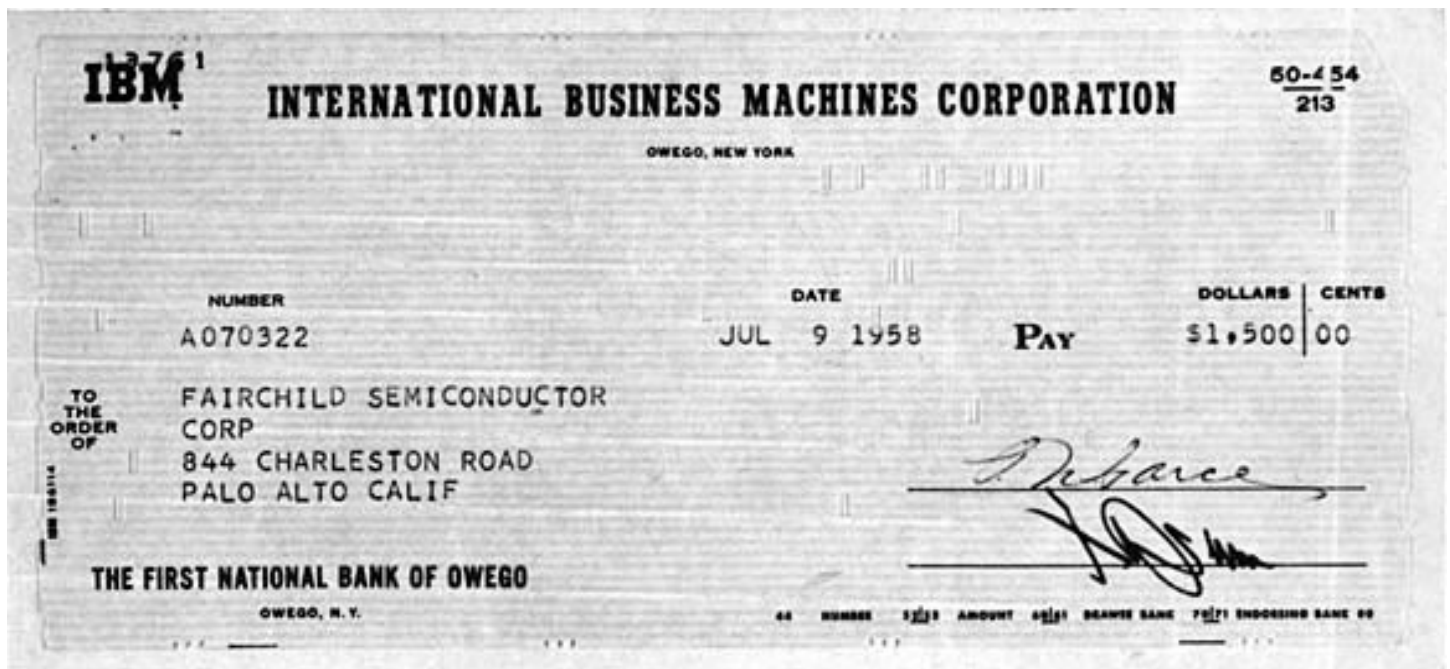 13761
IBM
INTERNATIONAL BUSINESS MACHINES CORPORATION
50-454
213
OWEGO, NEW YORK
NUMBER
DATE
DOLLARS CENTS
A070322
JUL 9 1958
PAY
$1,500 00
TO
THE
ORDER
OF
FAIRCHILD SEMICONDUCTOR
CORP
844 CHARLESTON ROAD
PALO ALTO CALIF
THE FIRST NATIONAL BANK OF OWEGO
OWEGO, N.Y.
NUMBER AMOUNT DRAWEE BANK ENDORSING BANK 80